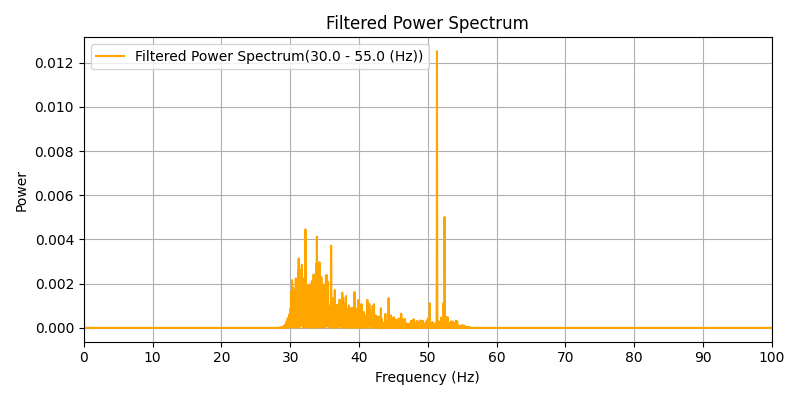 Filtered Power Spectrum
Filtered Power Spectrum(30.0 - 55.0 (Hz))
Power
0.012
0.010
0.008
0.006
0.004
0.002
0.000
0 10 20 30 40 50 60 70 80 90 100
Frequency (Hz)